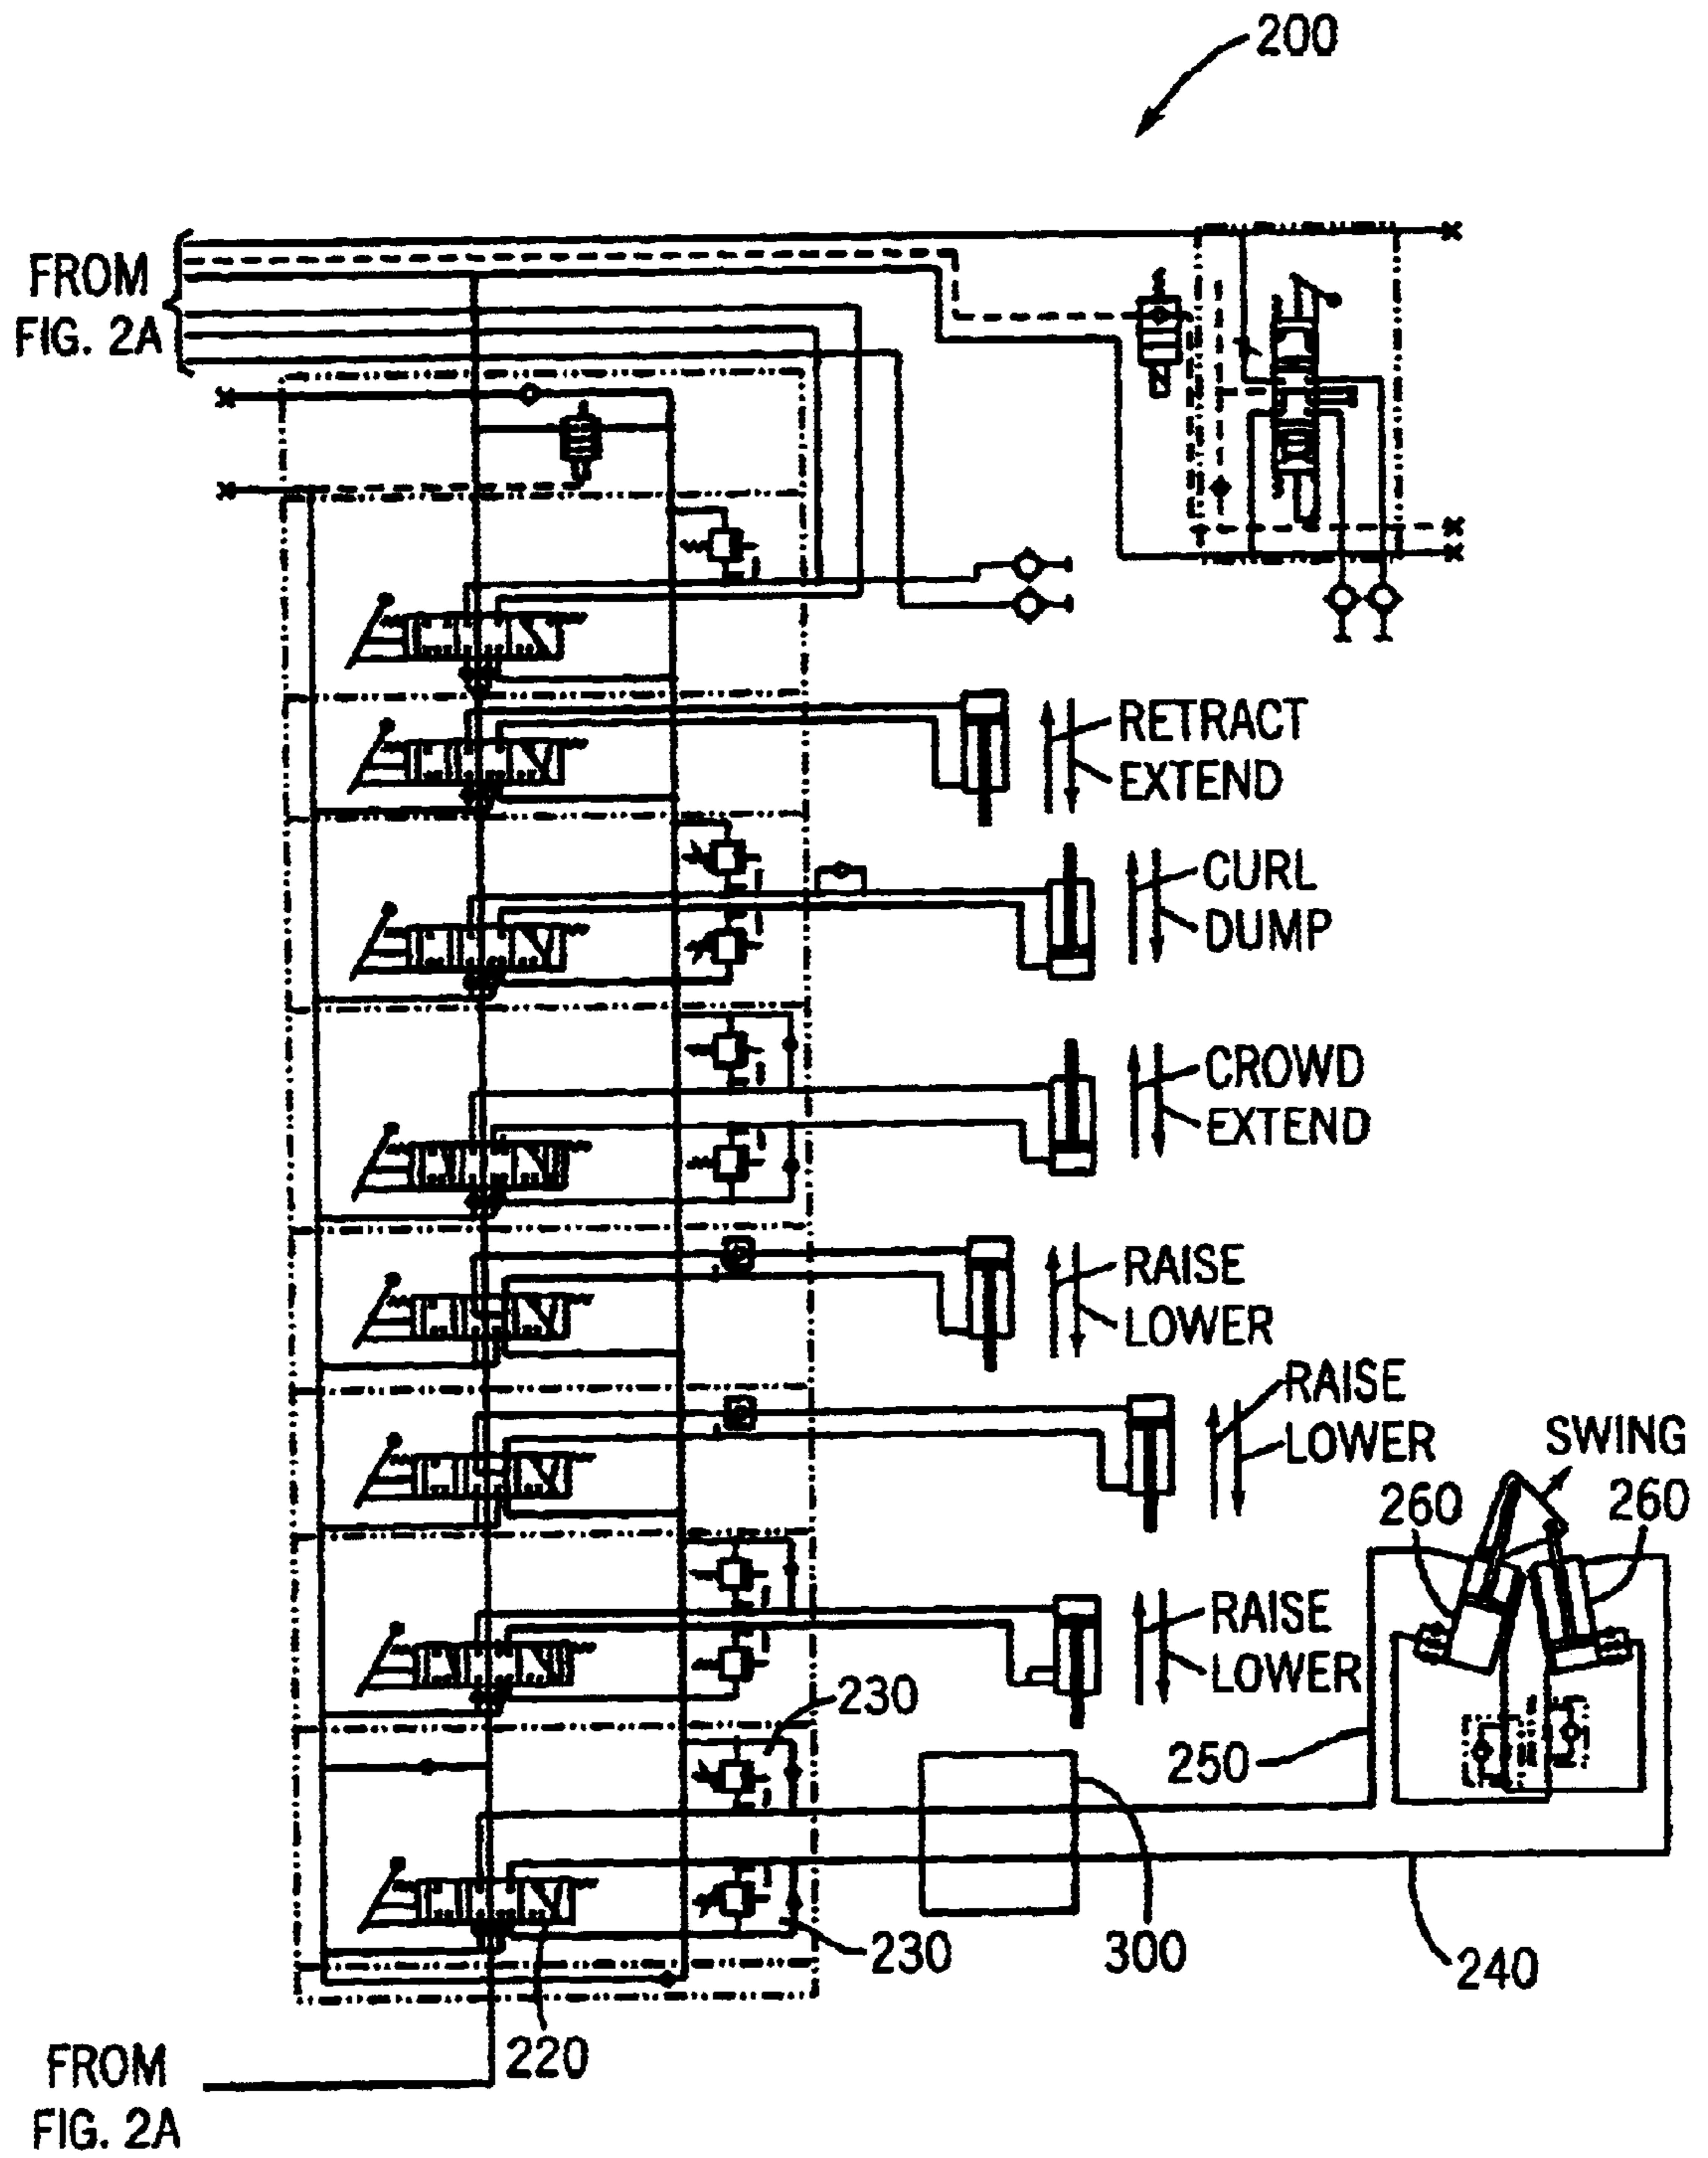 200
FROM
FIG. 2A
RETRACT
EXTEND
CURL
DUMP
CROWD
EXTEND
RAISE
LOWER
RAISE
LOWER
SWING
260
260
RAISE
LOWER
230
250
230
300
240
220
FROM
FIG. 2A